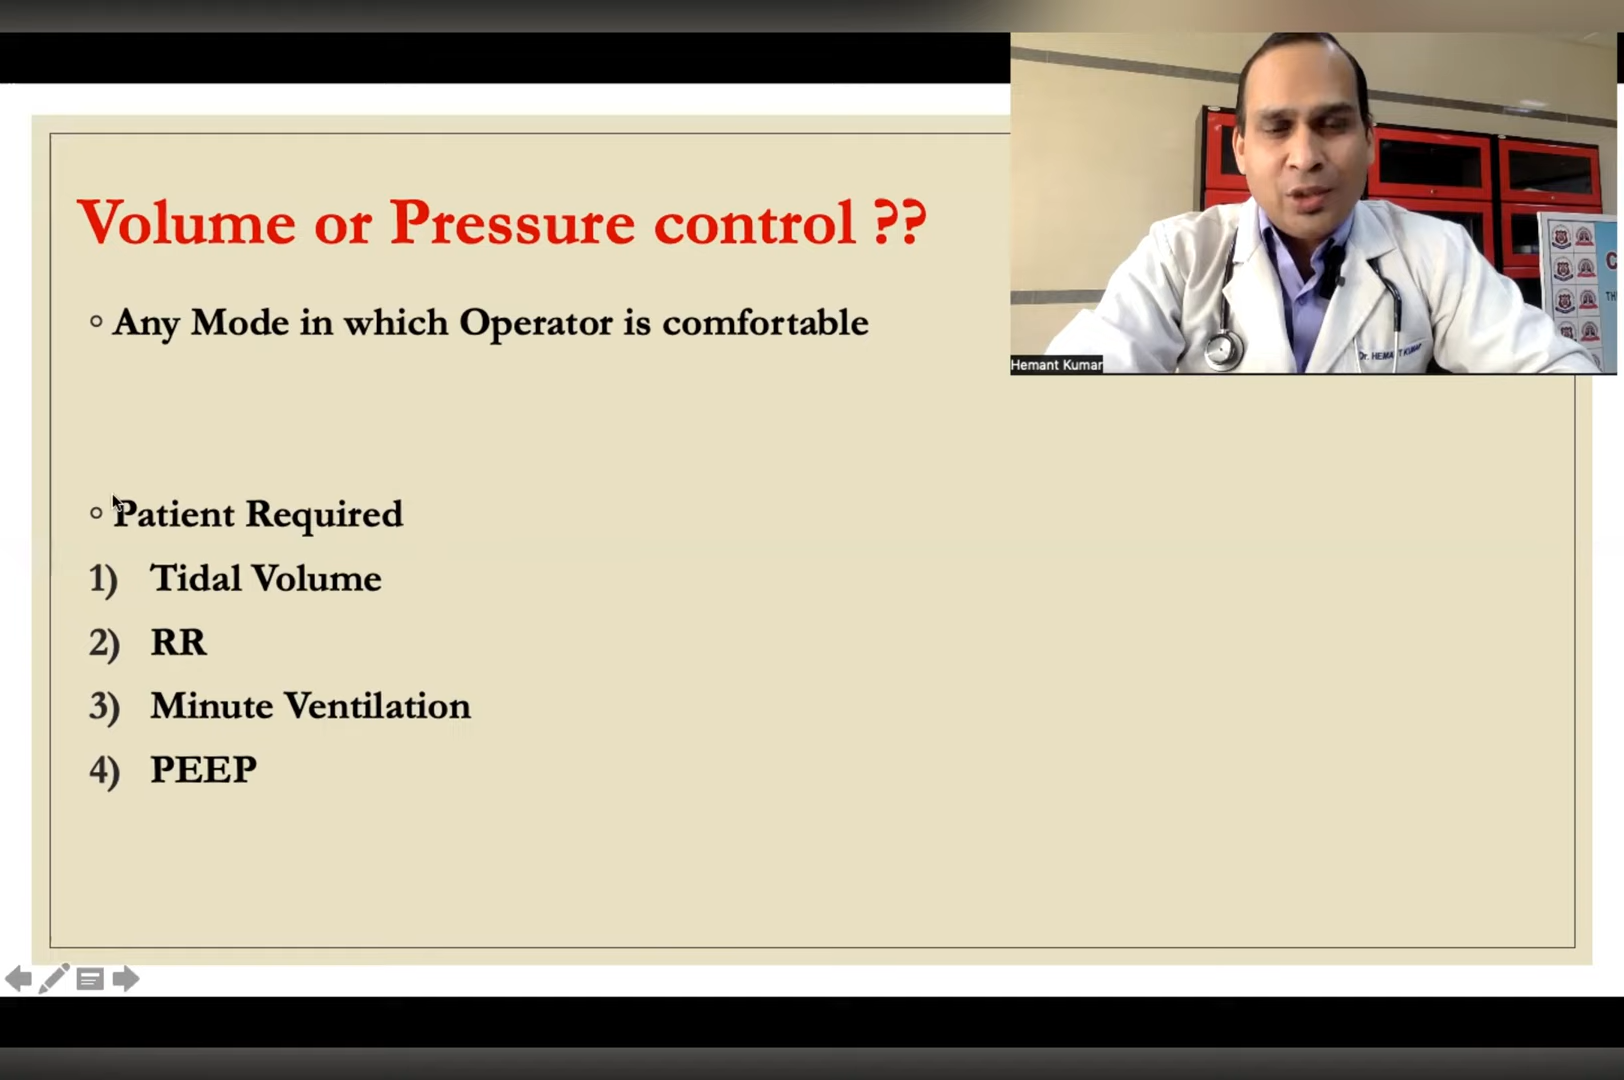 Volume or Pressure control ??
Any Mode in which Operator is comfortable
Patient Required
1) Tidal Volume
2) RR
3) Minute Ventilation
4) PEEP
Hemant Kumar